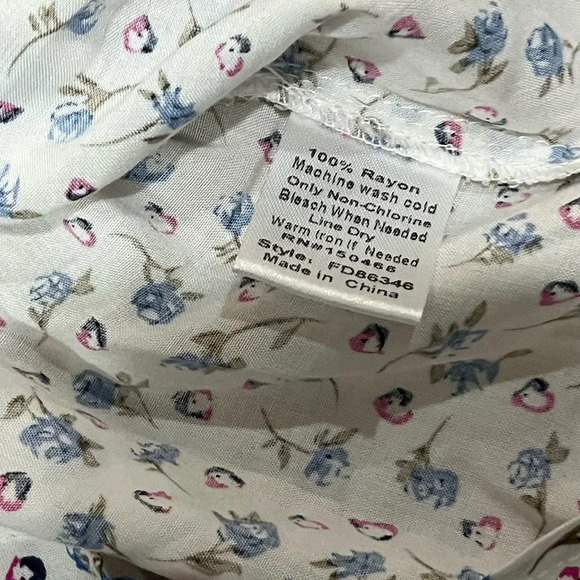 100% Rayon
Machine wash cold
Only Non-Chlorine
Bleach When Needed
Line Dry
Warm Iron If Needed
RN#150466
Style: FD86346
Made In China